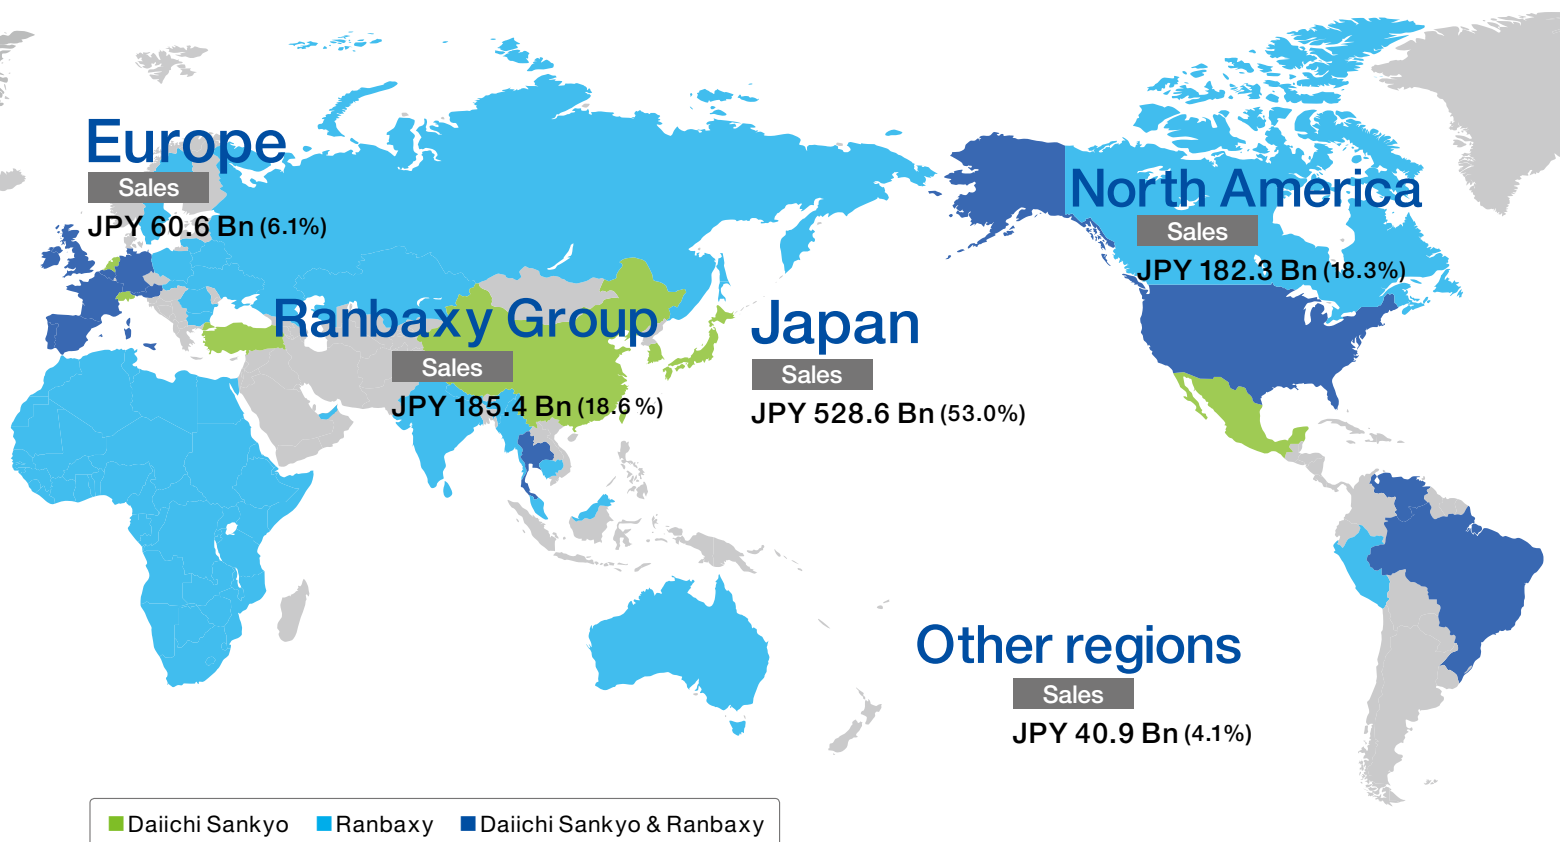 Europe
Sales
JPY 60.6 Bn (6.1%)
North America
Sales
JPY 182.3 Bn (18.3%)
Ranbaxy Group
Sales
JPY 185.4 Bn (18.6%)
Japan
Sales
JPY 528.6 Bn (53.0%)
Other regions
Sales
JPY 40.9 Bn (4.1%)
Daiichi Sankyo Ranbaxy Daiichi Sankyo & Ranbaxy